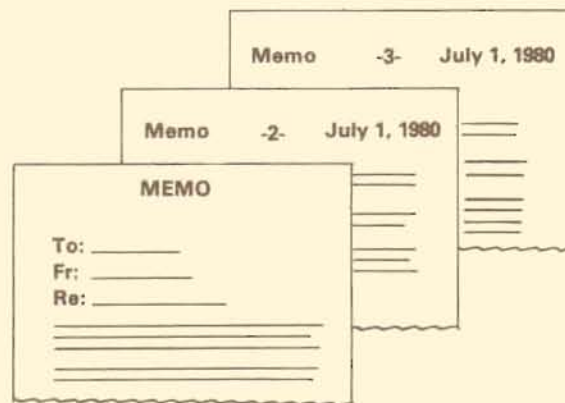 Memo -3- July 1, 1980
Memo -2- July 1, 1980
MEMO
To:
Fr:
Re: